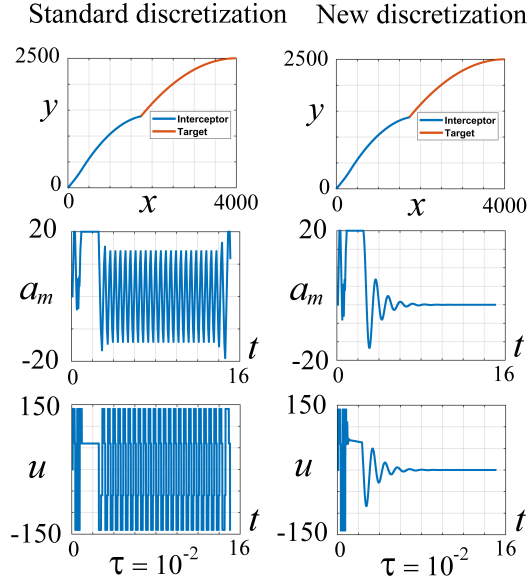 Standard discretization New discretization
2500 2500
y y
Interceptor Interceptor
Target Target
0 0
0 x 4000 0 x 4000
20 20
a_m a_m
-20 t -20 t
0 16 0 16
150 150
u u
-150 t -150 t
0 16 0 16
τ = 10^-2 τ = 10^-2